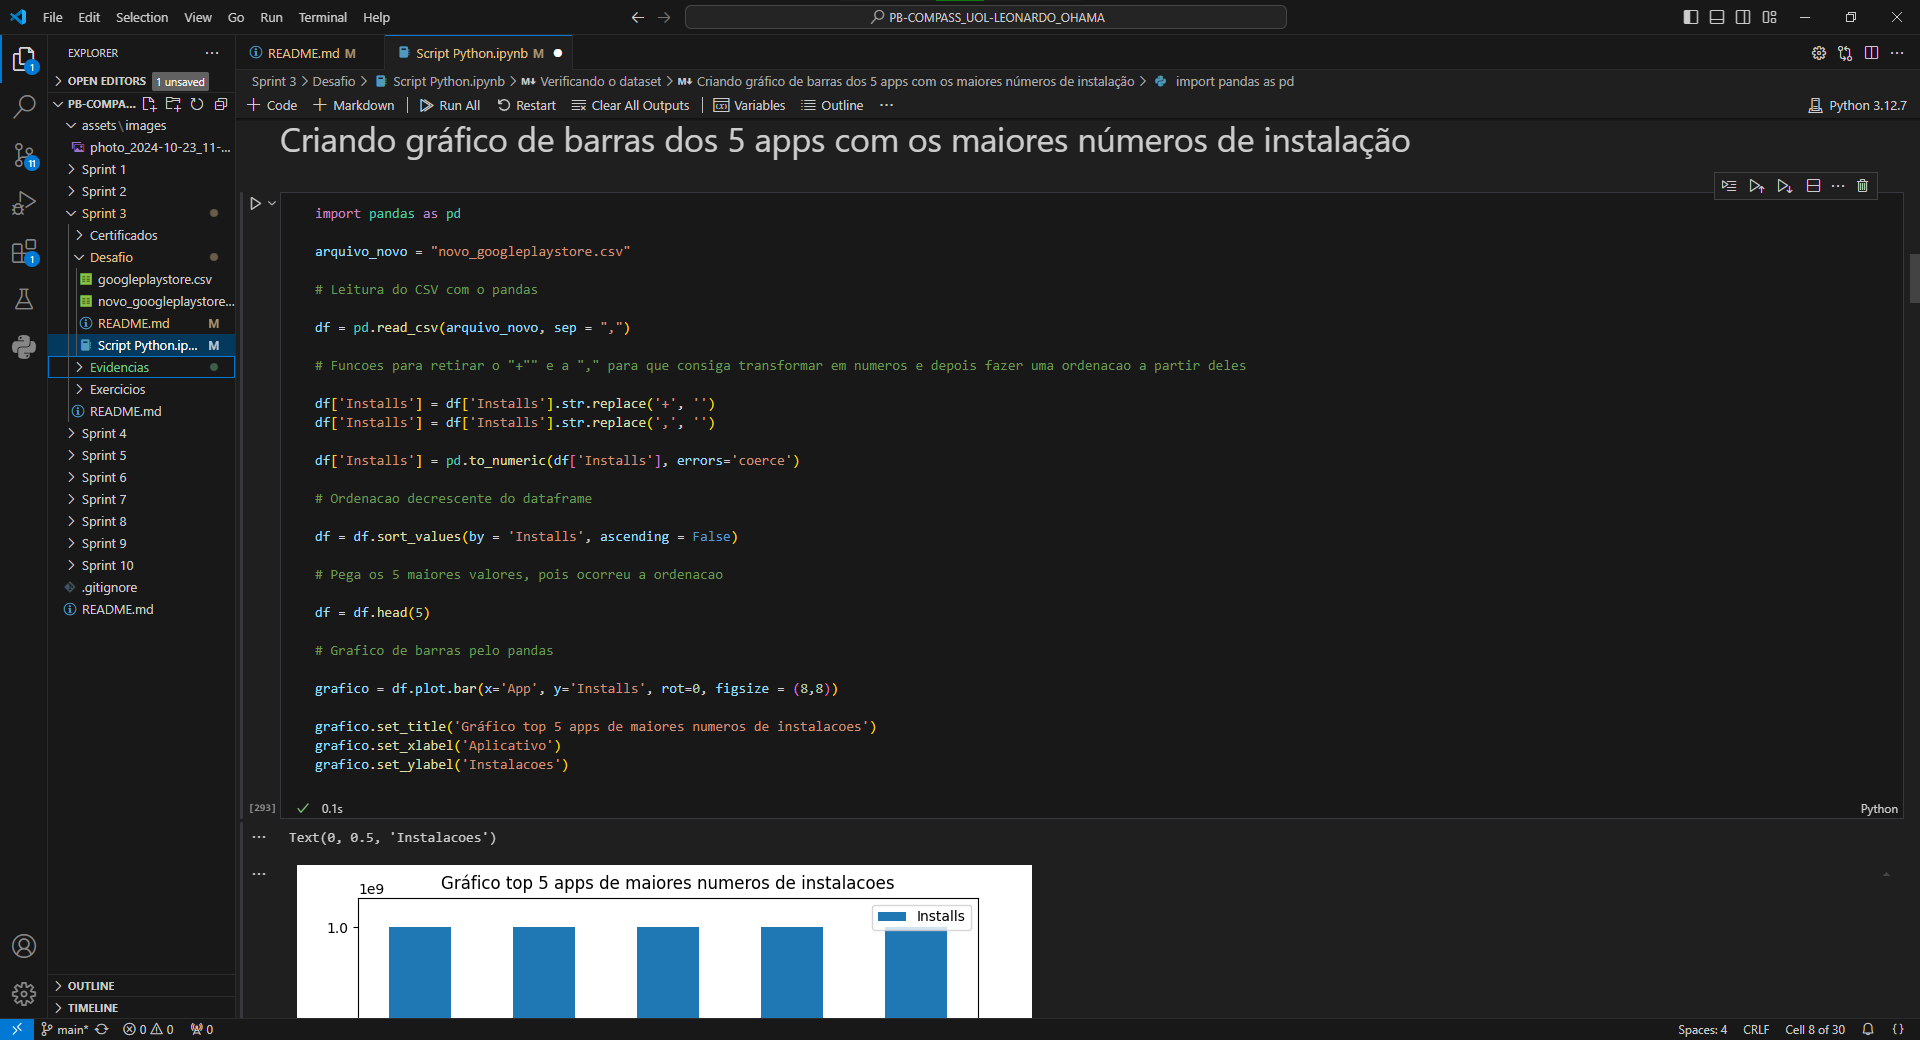 File Edit Selection View Go Run Terminal Help
PB-COMPASS_UOL-LEONARDO_OHAMA
EXPLORER
OPEN EDITORS 1 unsaved
PB-COMPA...
assets\images
photo_2024-10-23_11-...
Sprint 1
Sprint 2
Sprint 3
Certificados
Desafio
googleplaystore.csv
novo_googleplaystore...
README.md M
Script Python.ip... M
Evidencias
Exercicios
README.md
Sprint 4
Sprint 5
Sprint 6
Sprint 7
Sprint 8
Sprint 9
Sprint 10
.gitignore
README.md
OUTLINE
TIMELINE
1
11
1
README.md M
Script Python.ipynb M
Sprint 3 > Desafio > Script Python.ipynb > M↓ Verificando o dataset > M↓ Criando gráfico de barras dos 5 apps com os maiores números de instalação > import pandas as pd
+ Code + Markdown | Run All Restart Clear All Outputs | Variables Outline ...
Python 3.12.7
Criando gráfico de barras dos 5 apps com os maiores números de instalação
import pandas as pd
arquivo_novo = "novo_googleplaystore.csv"
# Leitura do CSV com o pandas
df = pd.read_csv(arquivo_novo, sep = ",")
# Funcoes para retirar o "+"" e a "," para que consiga transformar em numeros e depois fazer uma ordenacao a partir deles
df['Installs'] = df['Installs'].str.replace('+', '')
df['Installs'] = df['Installs'].str.replace(',', '')
df['Installs'] = pd.to_numeric(df['Installs'], errors='coerce')
# Ordenacao decrescente do dataframe
df = df.sort_values(by = 'Installs', ascending = False)
# Pega os 5 maiores valores, pois ocorreu a ordenacao
df = df.head(5)
# Grafico de barras pelo pandas
grafico = df.plot.bar(x='App', y='Installs', rot=0, figsize = (8,8))
grafico.set_title('Gráfico top 5 apps de maiores numeros de instalacoes')
grafico.set_xlabel('Aplicativo')
grafico.set_ylabel('Instalacoes')
[293] 0.1s
Python
Text(0, 0.5, 'Instalacoes')
Gráfico top 5 apps de maiores numeros de instalacoes
1e9
Installs
1.0
main* 0 0 0
Spaces: 4 CRLF Cell 8 of 30 {}